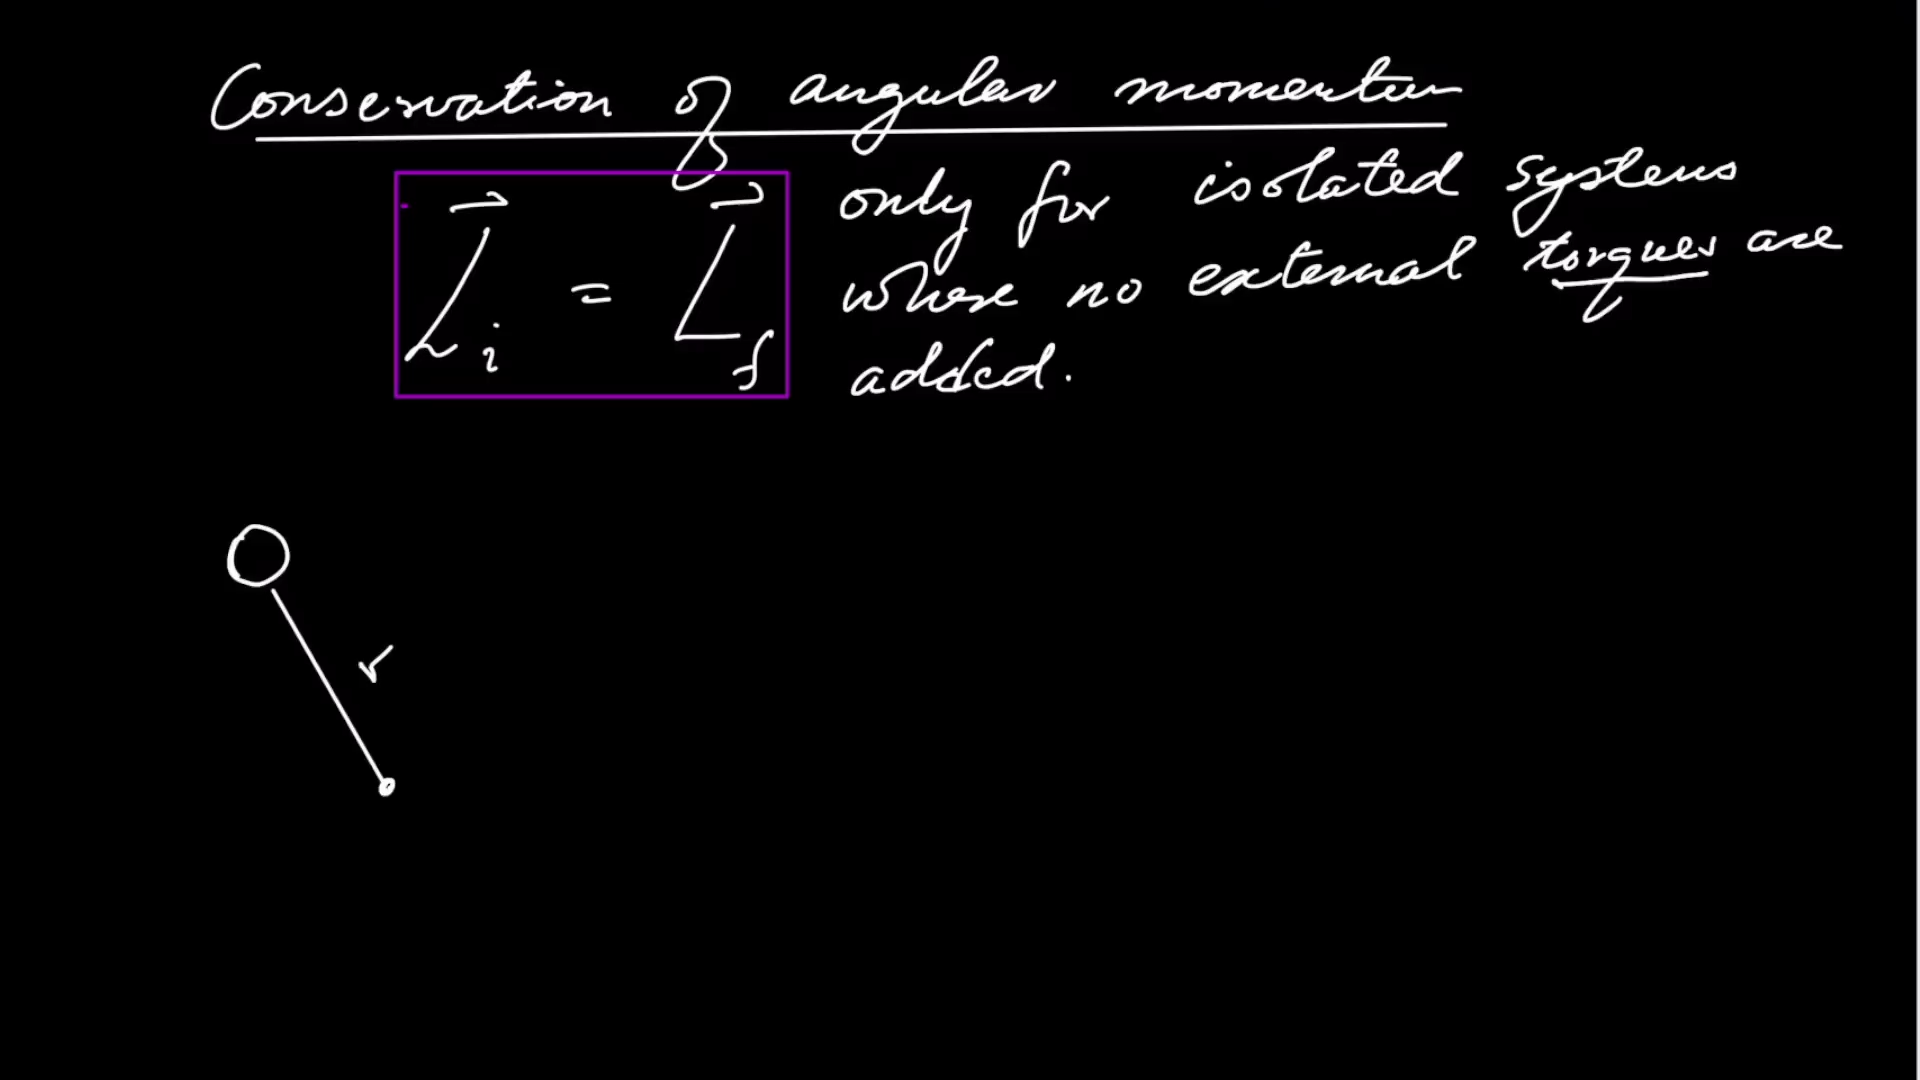 Conservation of angular momentum
L⃗i = L⃗f
only for isolated systems
where no external torques are
added.
r